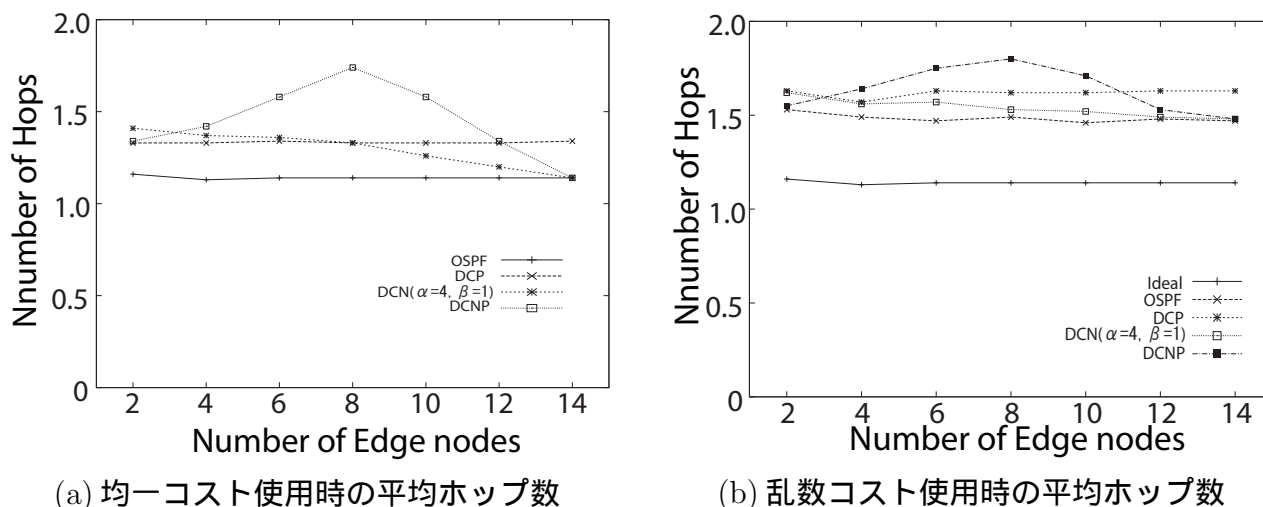 2.0
1.5
1.0
0.5
0
Nnumber of Hops
OSPF
DCP
DCN(α=4, β=1)
DCNP
2 4 6 8 10 12 14
Number of Edge nodes
(a) 均一コスト使用時の平均ホップ数
2.0
1.5
1.0
0.5
0
Nnumber of Hops
Ideal
OSPF
DCP
DCN(α=4, β=1)
DCNP
2 4 6 8 10 12 14
Number of Edge nodes
(b) 乱数コスト使用時の平均ホップ数